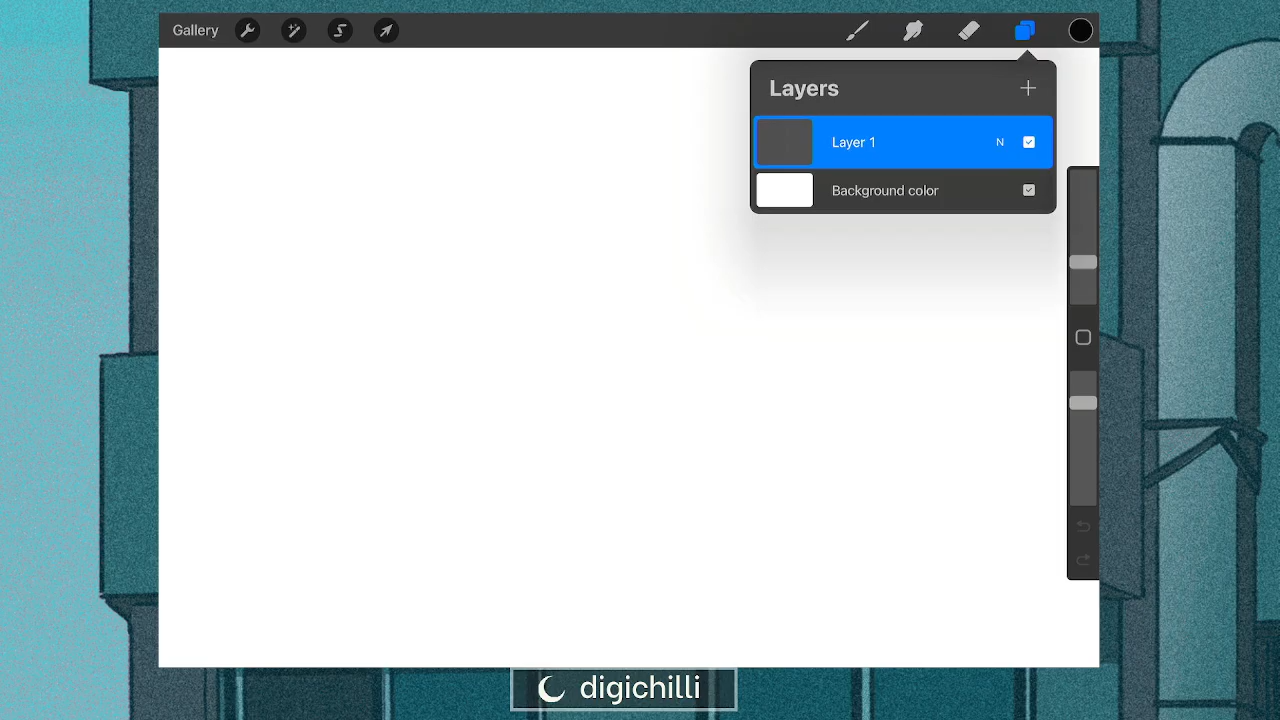 Gallery
Layers
Layer 1 N
Background color
digichilli